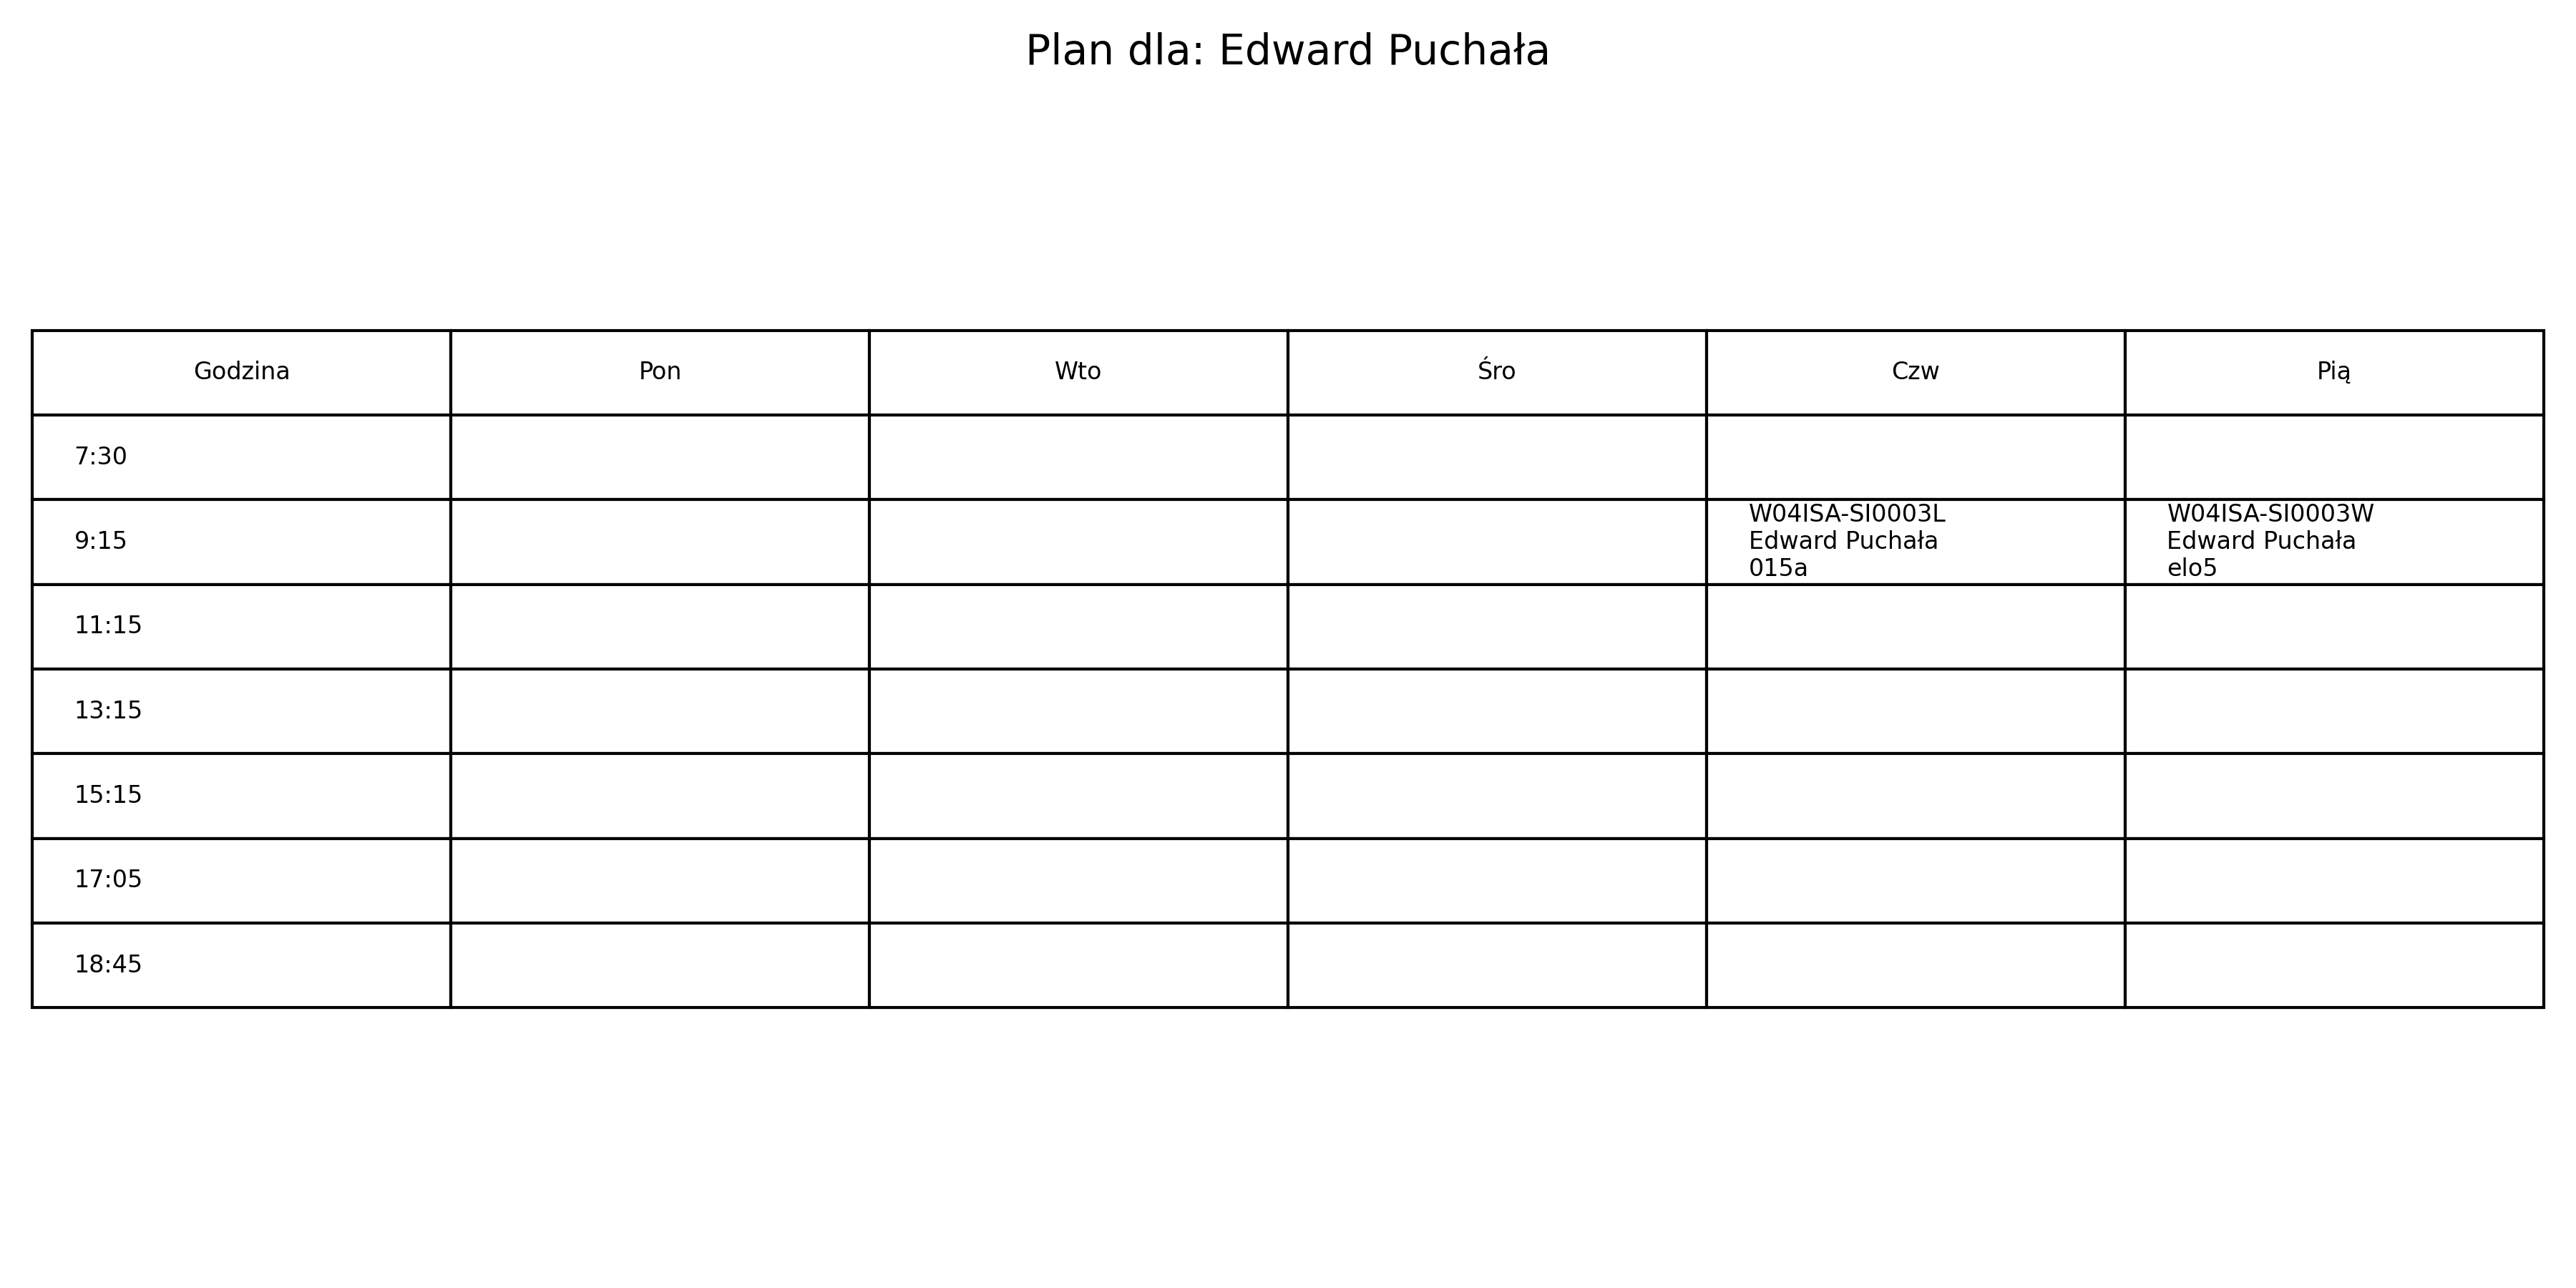 Plan dla: Edward Puchała
Godzina Pon Wto Śro Czw Pią
7:30
9:15
W04ISA-SI0003L
Edward Puchała
015a
W04ISA-SI0003W
Edward Puchała
elo5
11:15
13:15
15:15
17:05
18:45